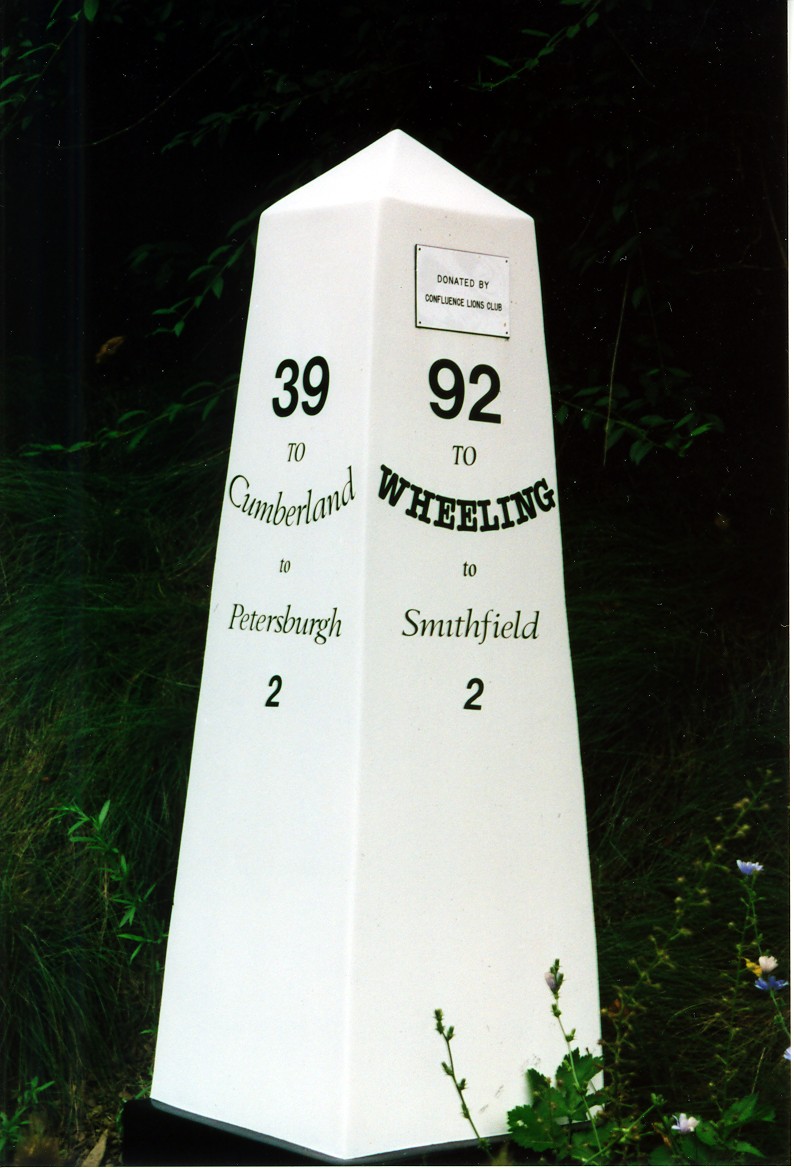 39
TO
Cumberland
to
Petersburgh
2
DONATED BY
CONFLUENCE LIONS CLUB
92
TO
WHEELING
to
Smithfield
2